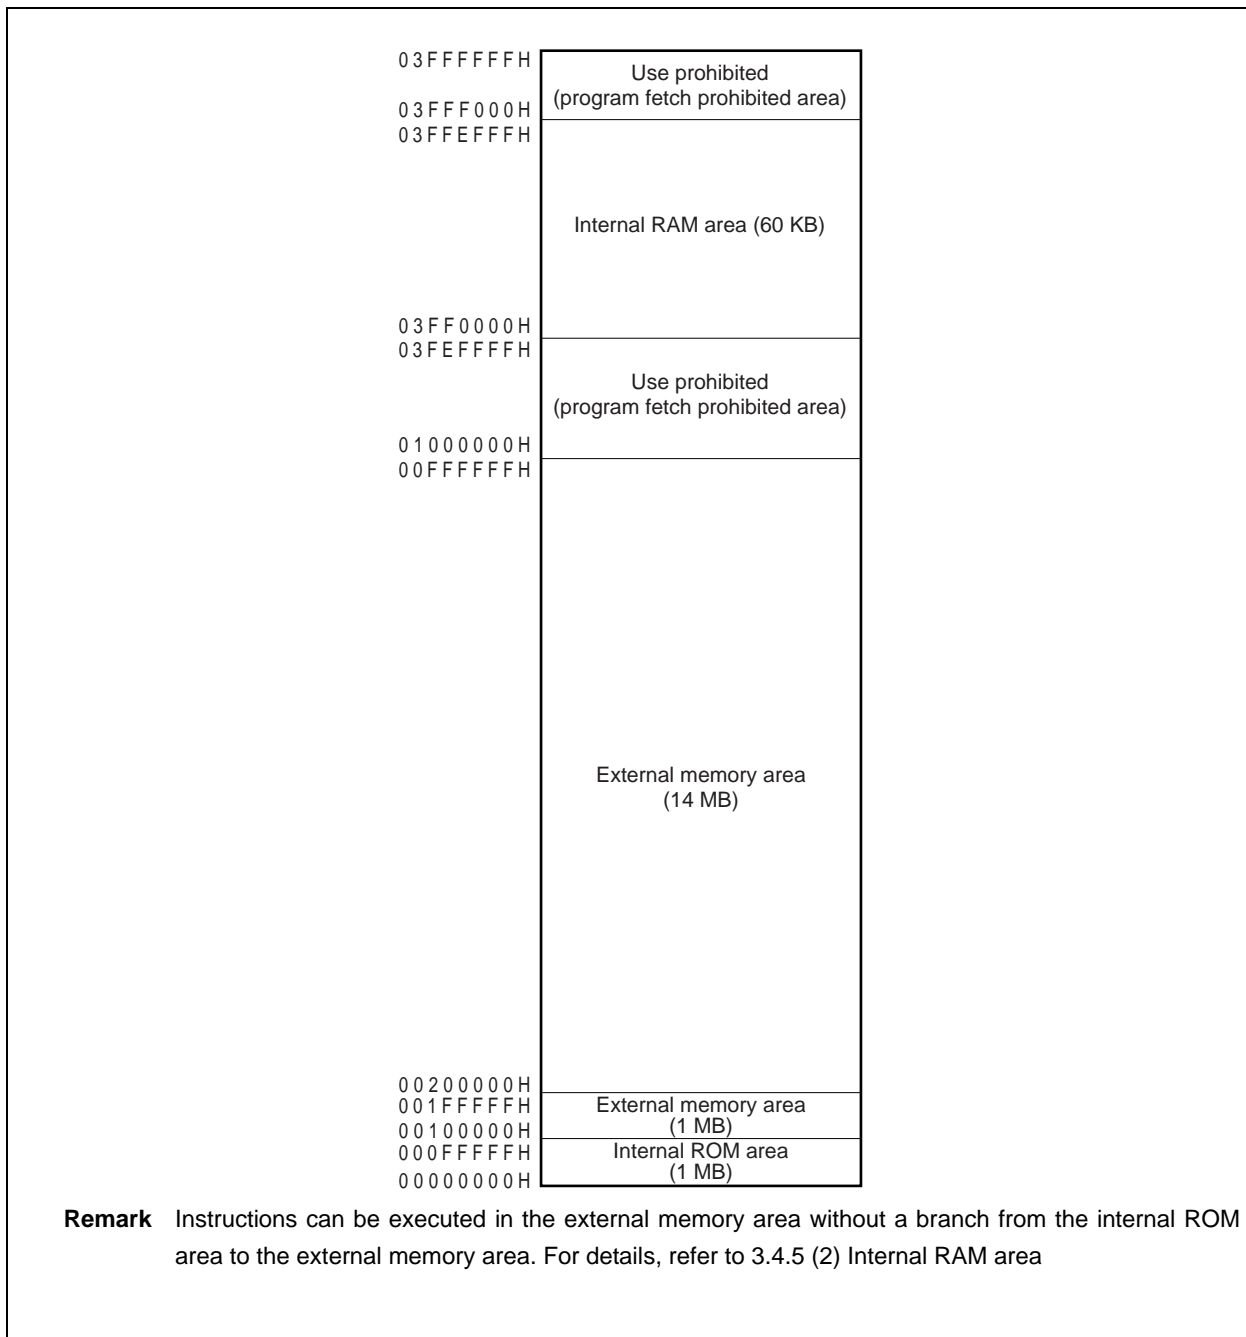 03FFFFFFH
Use prohibited
(program fetch prohibited area)
03FFF000H
03FFEFFFH
Internal RAM area (60 KB)
03FF0000H
03FEFFFFH
Use prohibited
(program fetch prohibited area)
01000000H
00FFFFFFH
External memory area
(14 MB)
00200000H
001FFFFFH
External memory area
(1 MB)
00100000H
000FFFFFH
Internal ROM area
(1 MB)
00000000H
Remark Instructions can be executed in the external memory area without a branch from the internal ROM
area to the external memory area. For details, refer to 3.4.5 (2) Internal RAM area